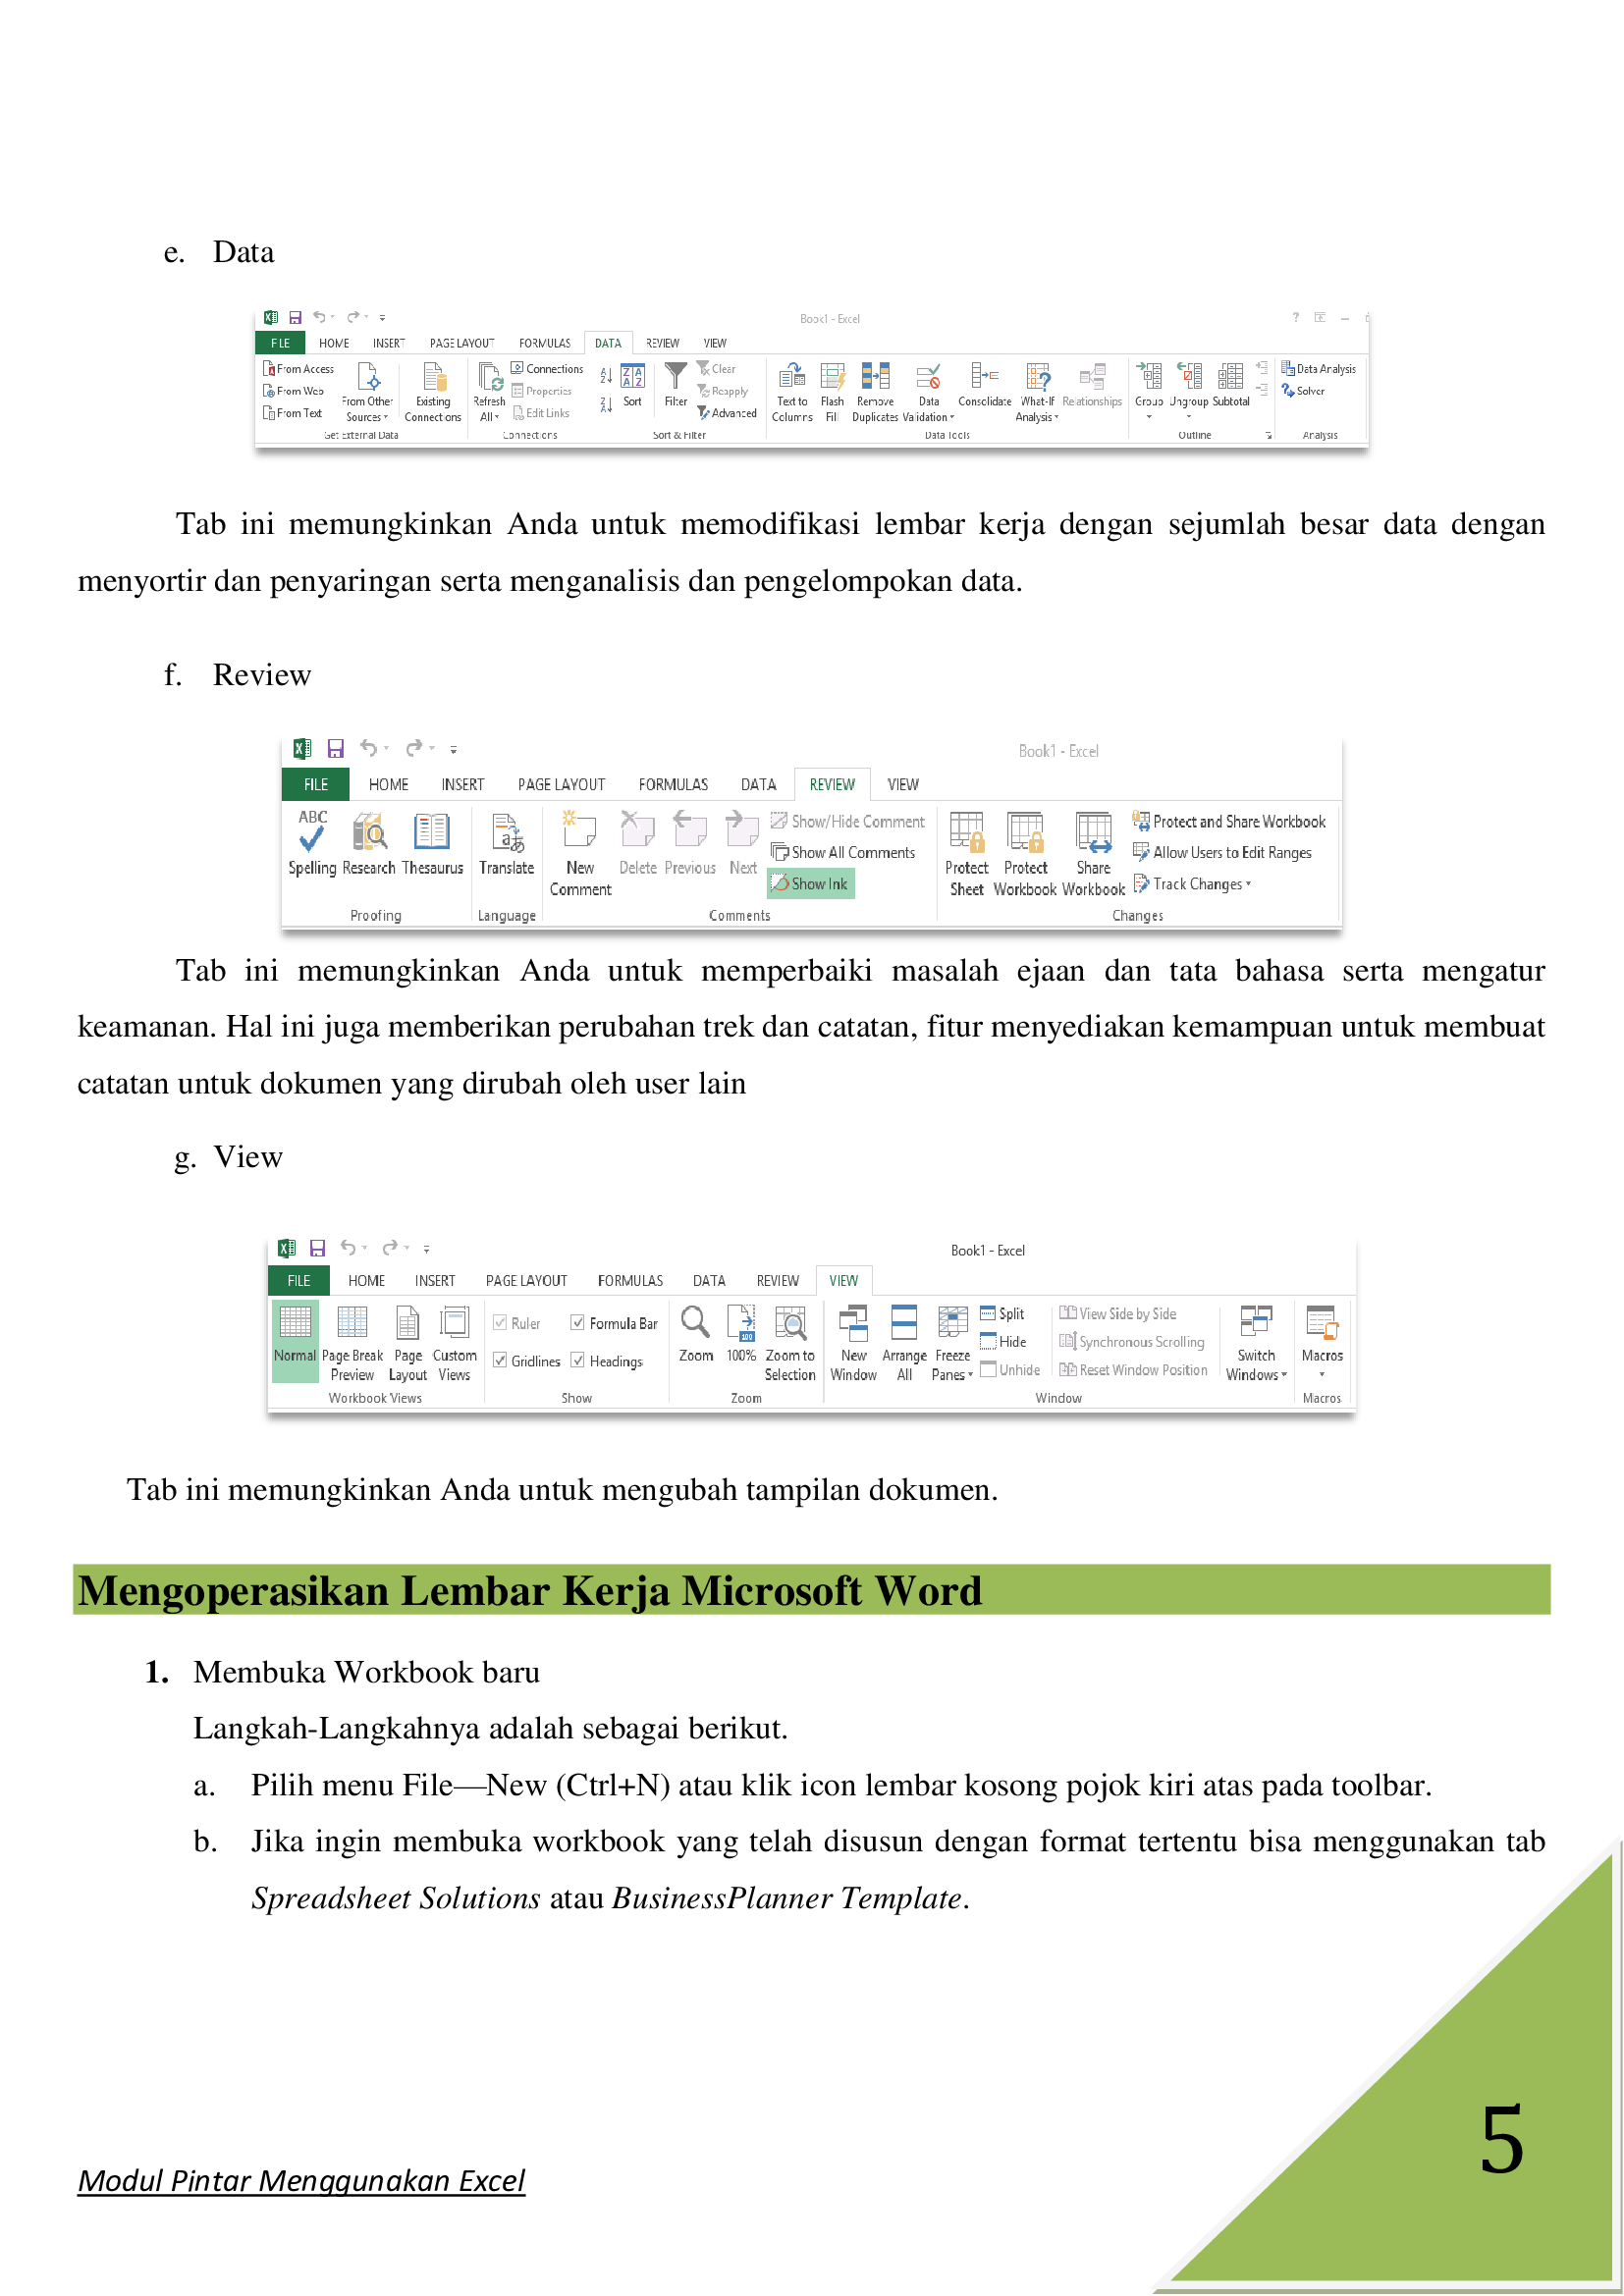 e. Data
Book1 - Excel
FILE HOME INSERT PAGE LAYOUT FORMULAS DATA REVIEW VIEW
From Access
From Web
From Text
From Other Sources
Existing Connections
Get External Data
Refresh All
Connections
Properties
Edit Links
Connections
Sort
Filter
Clear
Reapply
Advanced
Sort & Filter
Text to Columns
Flash Fill
Remove Duplicates
Data Validation
Consolidate
What-If Analysis
Relationships
Data Tools
Group
Ungroup
Subtotal
Outline
Data Analysis
Solver
Analysis
Tab ini memungkinkan Anda untuk memodifikasi lembar kerja dengan sejumlah besar data dengan
menyortir dan penyaringan serta menganalisis dan pengelompokan data.
f. Review
Book1 - Excel
FILE HOME INSERT PAGE LAYOUT FORMULAS DATA REVIEW VIEW
ABC
Spelling Research Thesaurus
Proofing
Translate
Language
New Comment
Delete Previous Next
Show/Hide Comment
Show All Comments
Show Ink
Comments
Protect Sheet
Protect Workbook
Share Workbook
Protect and Share Workbook
Allow Users to Edit Ranges
Track Changes
Changes
Tab ini memungkinkan Anda untuk memperbaiki masalah ejaan dan tata bahasa serta mengatur
keamanan. Hal ini juga memberikan perubahan trek dan catatan, fitur menyediakan kemampuan untuk membuat
catatan untuk dokumen yang dirubah oleh user lain
g. View
Book1 - Excel
FILE HOME INSERT PAGE LAYOUT FORMULAS DATA REVIEW VIEW
Normal
Page Break Preview
Page Layout
Custom Views
Workbook Views
Ruler
Formula Bar
Gridlines
Headings
Show
Zoom
100%
Zoom to Selection
Zoom
New Window
Arrange All
Freeze Panes
Split
Hide
Unhide
View Side by Side
Synchronous Scrolling
Reset Window Position
Window
Switch Windows
Macros
Macros
Tab ini memungkinkan Anda untuk mengubah tampilan dokumen.
Mengoperasikan Lembar Kerja Microsoft Word
1. Membuka Workbook baru
Langkah-Langkahnya adalah sebagai berikut.
a. Pilih menu File—New (Ctrl+N) atau klik icon lembar kosong pojok kiri atas pada toolbar.
b. Jika ingin membuka workbook yang telah disusun dengan format tertentu bisa menggunakan tab
Spreadsheet Solutions atau BusinessPlanner Template.
5
Modul Pintar Menggunakan Excel